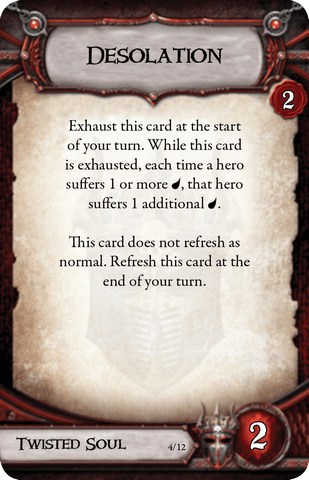 DESOLATION
2
Exhaust this card at the start
of your turn. While this card
is exhausted, each time a hero
suffers 1 or more , that hero
suffers 1 additional .
This card does not refresh as
normal. Refresh this card at the
end of your turn.
TWISTED SOUL
4/12
2